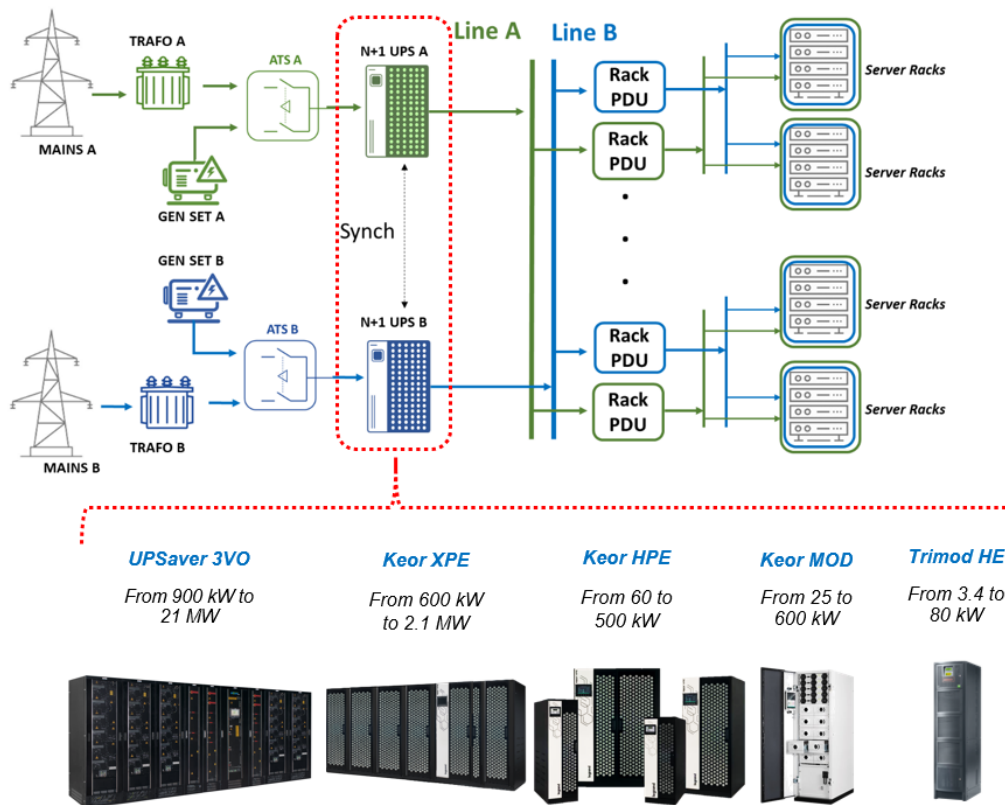 TRAFO A
ATS A
N+1 UPS A
Line A
Line B
Rack
PDU
Server Racks
MAINS A
Rack
PDU
Server Racks
GEN SET A
Synch
GEN SET B
N+1 UPS B
ATS B
Rack
PDU
Server Racks
TRAFO B
Rack
PDU
Server Racks
MAINS B
UPSaver 3VO
From 900 kW to
21 MW
Keor XPE
From 600 kW
to 2.1 MW
Keor HPE
From 60 to
500 kW
Keor MOD
From 25 to
600 kW
Trimod HE
From 3.4 to
80 kW